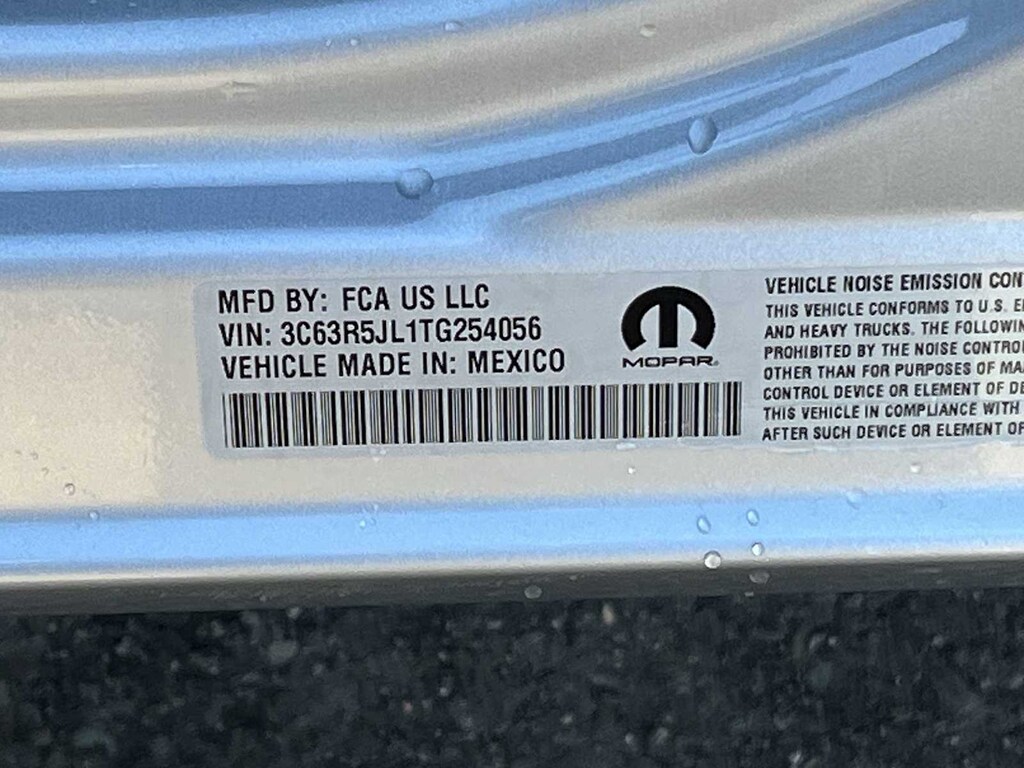 MFD BY: FCA US LLC
VIN: 3C63R5JL1TG254056
VEHICLE MADE IN: MEXICO
MOPAR
VEHICLE NOISE EMISSION
THIS VEHICLE CONFORMS TO U.S.
AND HEAVY TRUCKS. THE
PROHIBITED BY THE NOISE
OTHER THAN FOR PURPOSES OF
CONTROL DEVICE OR ELEMENT OF
THIS VEHICLE IN COMPLIANCE WITH
AFTER SUCH DEVICE OR ELEMENT OF